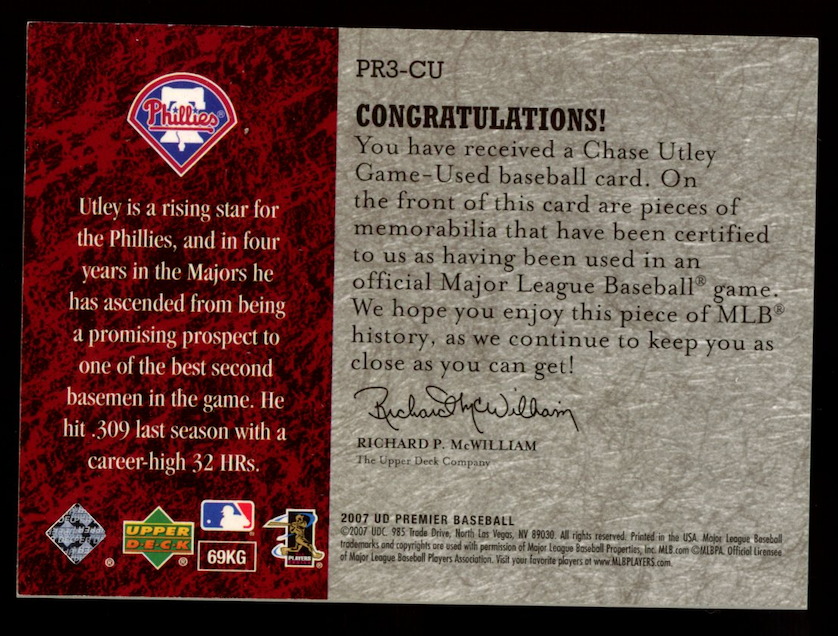 Phillies
Utley is a rising star for
the Phillies, and in four
years in the Majors he
has ascended from being
a promising prospect to
one of the best second
basemen in the game. He
hit .309 last season with a
career-high 32 HRs.
UPPER
DECK
®
®
69KG
PLAYERS
PR3-CU
CONGRATULATIONS!
You have received a Chase Utley
Game-Used baseball card. On
the front of this card are pieces of
memorabilia that have been certified
to us as having been used in an
official Major League Baseball® game.
We hope you enjoy this piece of MLB®
history, as we continue to keep you as
close as you can get!
Richard McWilliam
RICHARD P. McWILLIAM
The Upper Deck Company
2007 UD PREMIER BASEBALL
©2007 UDC. 985 Trade Drive, North Las Vegas, NV 89030. All rights reserved. Printed in the USA. Major League Baseball
trademarks and copyrights are used with permission of Major League Baseball Properties, Inc. MLB.com ©MLBPA. Official Licensee
of Major League Baseball Players Association. Visit your favorite players at www.MLBPLAYERS.com.